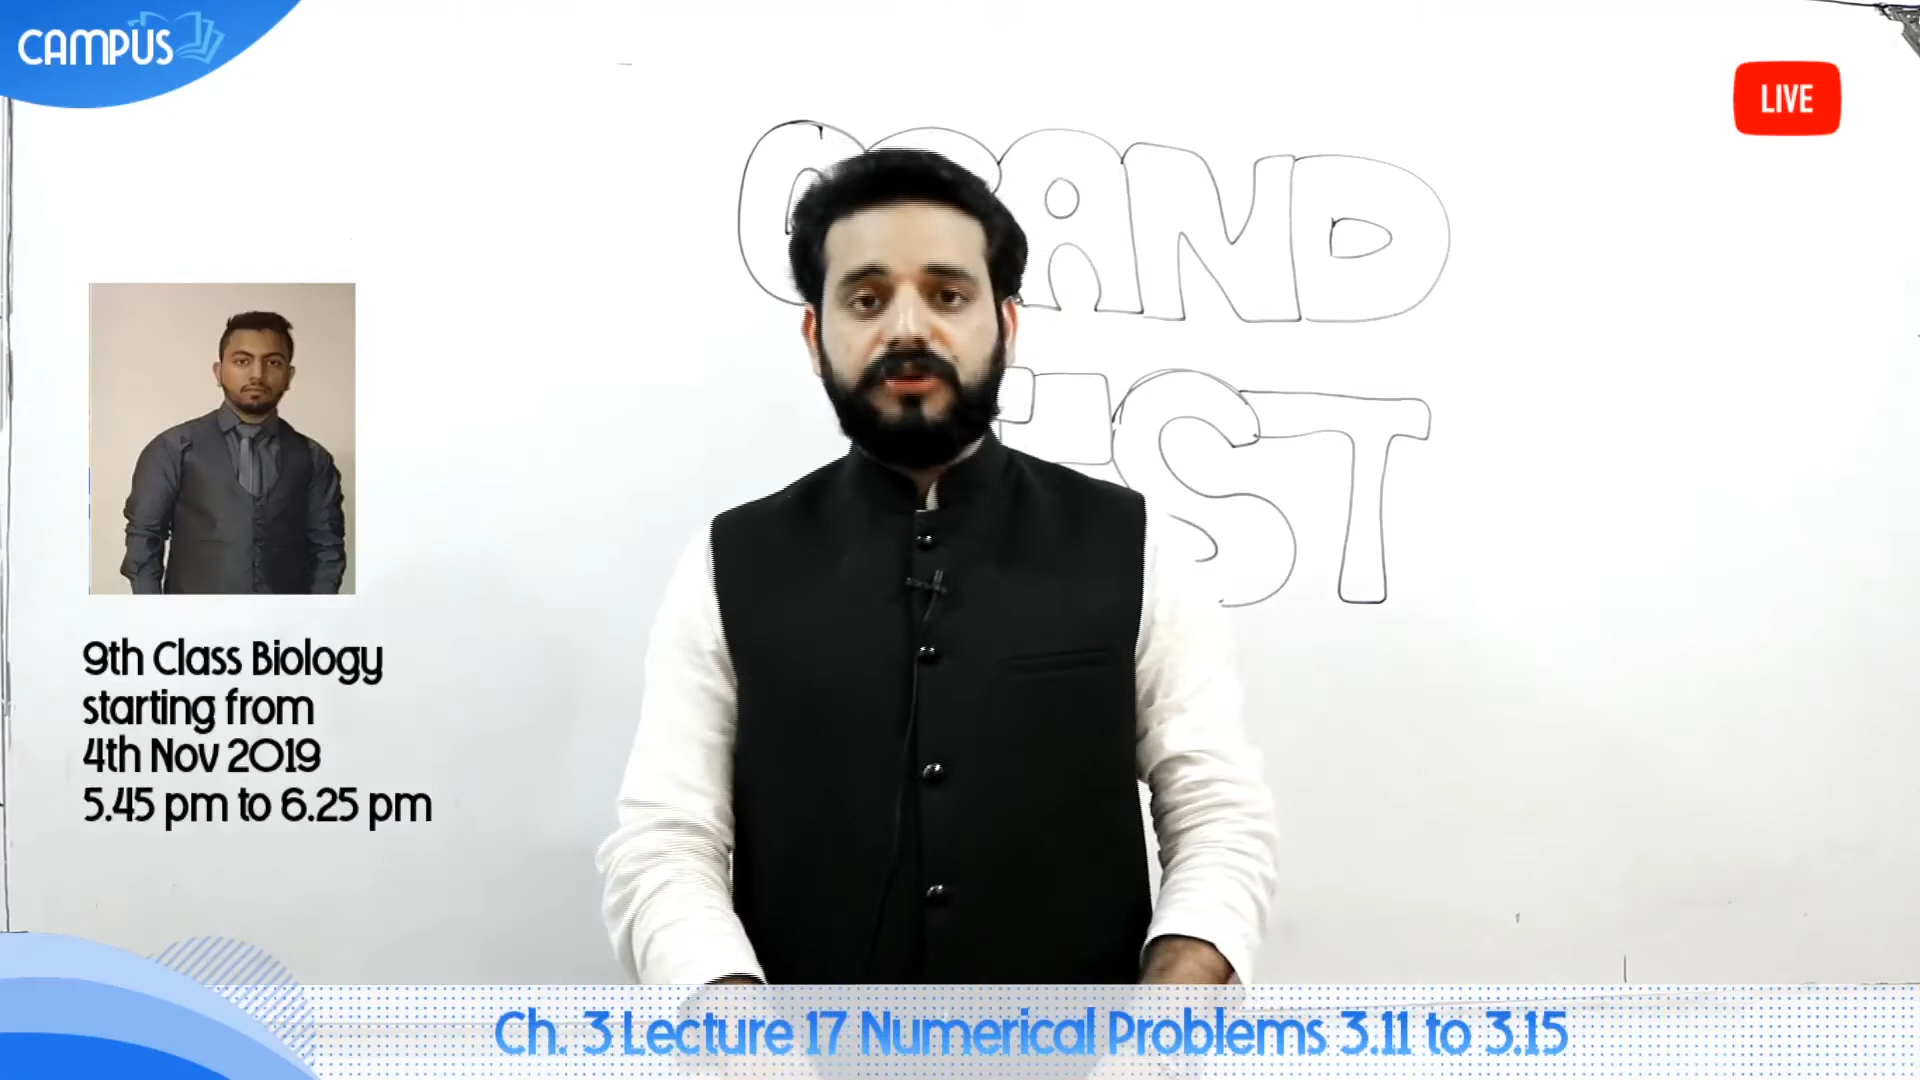 CAMPUS
LIVE
9th Class Biology
starting from
4th Nov 2019
5.45 pm to 6.25 pm
Ch. 3 Lecture 17 Numerical Problems 3.11 to 3.15